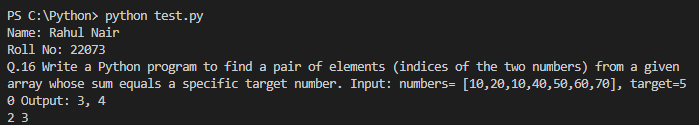 PS C:\Python> python test.py
Name: Rahul Nair
Roll No: 22073
Q.16 Write a Python program to find a pair of elements (indices of the two numbers) from a given
array whose sum equals a specific target number. Input: numbers= [10,20,10,40,50,60,70], target=5
0 Output: 3, 4
2 3